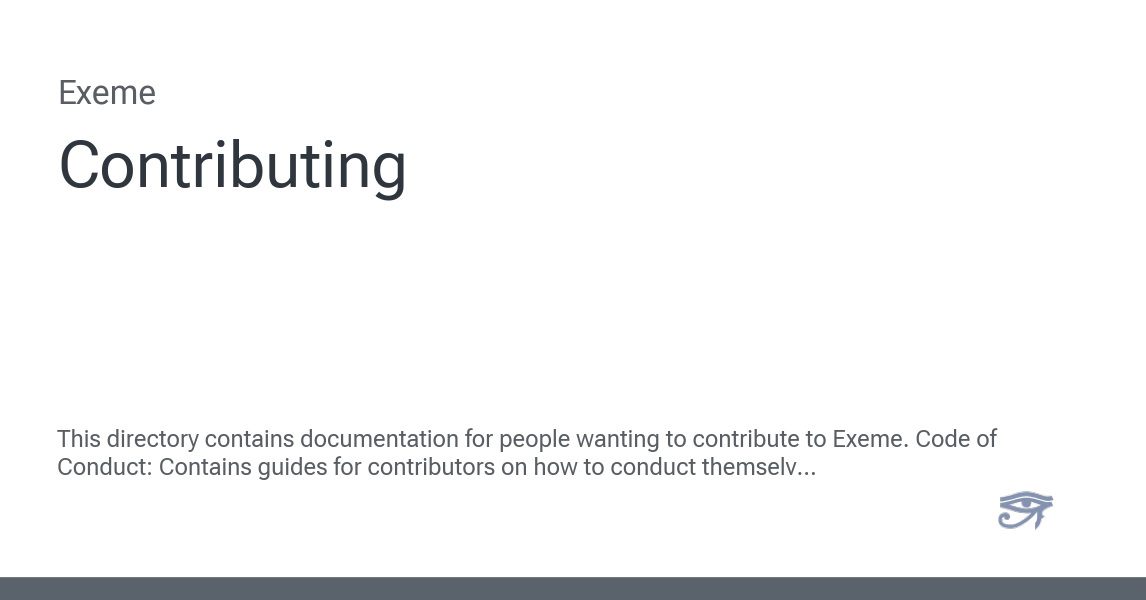 Exeme
Contributing
This directory contains documentation for people wanting to contribute to Exeme. Code of
Conduct: Contains guides for contributors on how to conduct themselv...